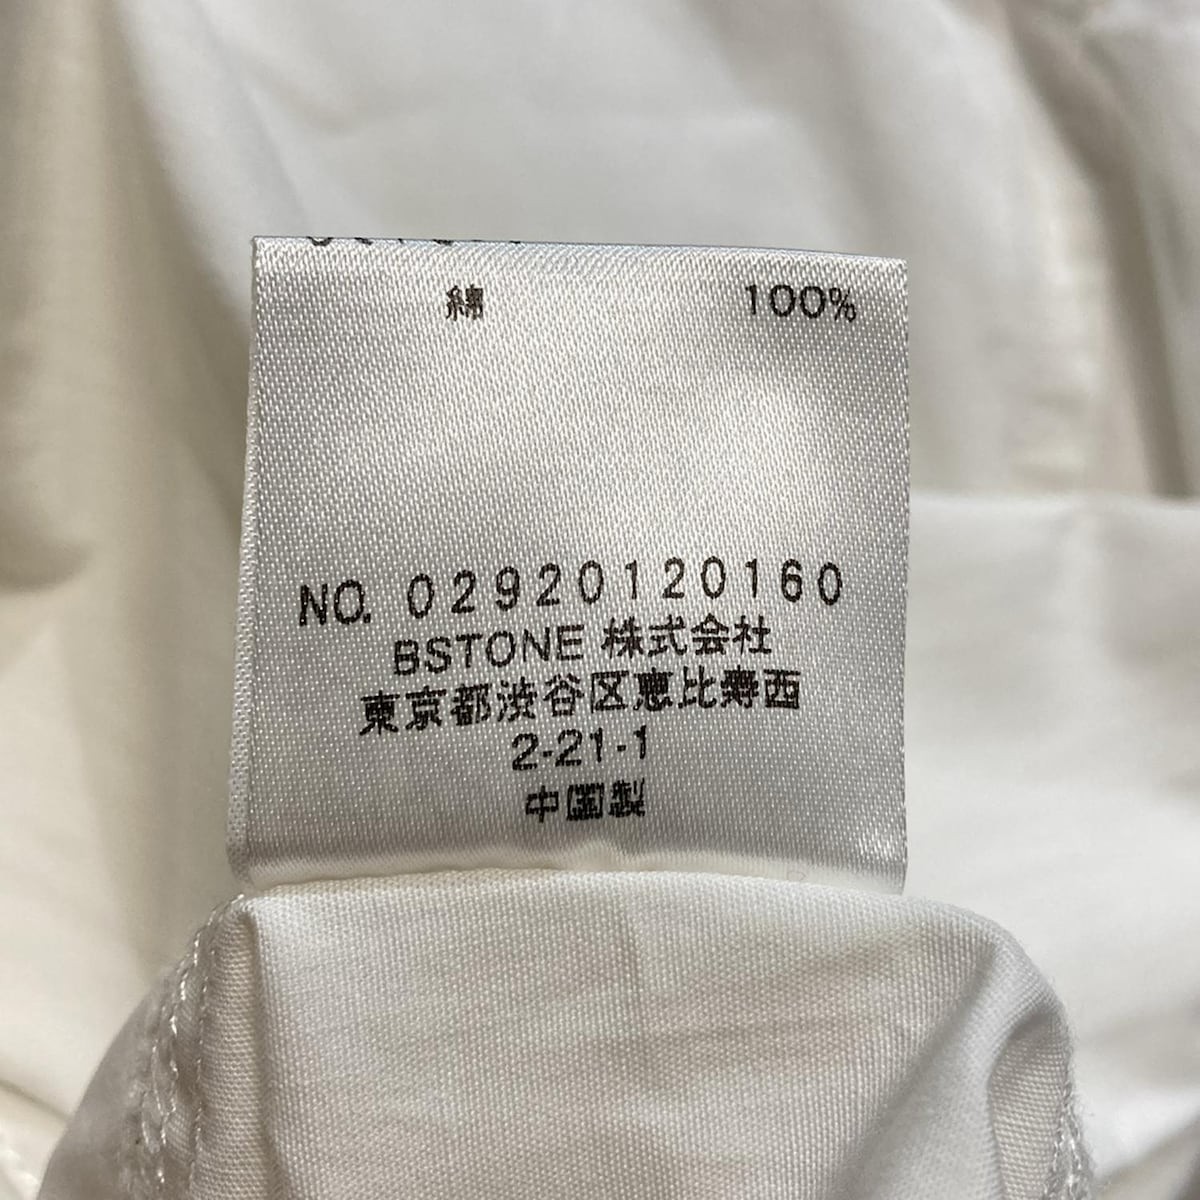 綿 100%
NO. 02920120160
BSTONE 株式会社
東京都渋谷区恵比寿西
2-21-1
中国製